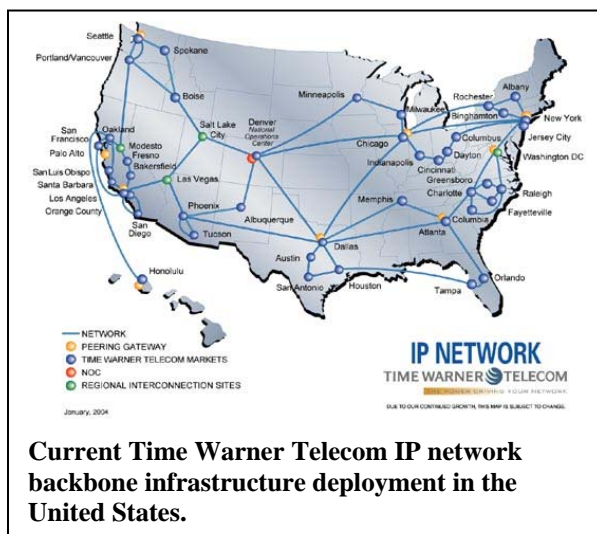 Seattle
Spokane
Portland/Vancouver
Boise
Minneapolis
Milwaukee
Rochester
Albany
Binghamton
New York
Jersey City
Washington DC
Salt Lake
City
Denver
National
Operations
Center
Chicago
Columbus
Indianapolis
Dayton
Cincinnati
Greensboro
San
Francisco
Oakland
Palo Alto
Modesto
Fresno
Bakersfield
San Luis Obspo
Santa Barbara
Los Angeles
Orange County
San
Diego
Las Vegas
Phoenix
Tucson
Albuquerque
Memphis
Charlotte
Raleigh
Columbia
Fayetteville
Atlanta
Dallas
Austin
San Antonio
Houston
Tampa
Orlando
Honolulu
NETWORK
PEERING GATEWAY
TIME WARNER TELECOM MARKETS
NOC
REGIONAL INTERCONNECTION SITES
January, 2004
IP NETWORK
TIME WARNER TELECOM
THE POWER DRIVING YOUR NETWORK
DUE TO OUR CONTINUED GROWTH, THIS MAP IS SUBJECT TO CHANGE.
Current Time Warner Telecom IP network
backbone infrastructure deployment in the
United States.